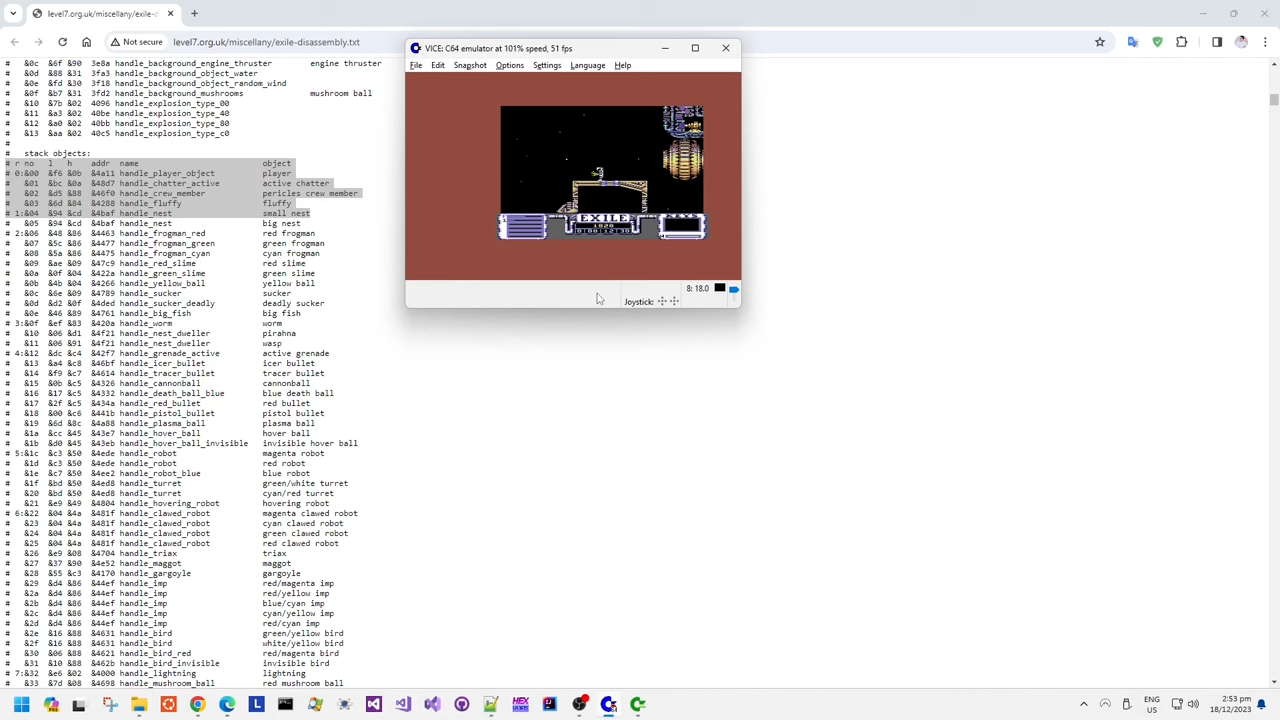 level7.org.uk/miscellany/exile-d
Not secure level7.org.uk/miscellany/exile-disassembly.txt
# &0c &6f &90 3e8a handle_background_engine_thruster engine thruster
# &0d &88 &31 3fa3 handle_background_object_water
# &0e &fd &30 3f18 handle_background_object_random_wind
# &0f &b7 &31 3fd2 handle_background_mushrooms mushroom ball
# &10 &7b &02 4096 handle_explosion_type_00
# &11 &a3 &02 40be handle_explosion_type_40
# &12 &a0 &02 40bb handle_explosion_type_80
# &13 &aa &02 40c5 handle_explosion_type_c0
#
# stack objects:
# r no l h addr name object
# 0:&00 &f6 &0b &4a11 handle_player_object player
# &01 &bc &0a &48d7 handle_chatter_active active chatter
# &02 &d5 &88 &46f0 handle_crew_member pericles crew member
# &03 &6d &84 &4288 handle_fluffy fluffy
# 1:&04 &94 &cd &4baf handle_nest small nest
# &05 &94 &cd &4baf handle_nest big nest
# 2:&06 &48 &86 &4463 handle_frogman_red red frogman
# &07 &5c &86 &4477 handle_frogman_green green frogman
# &08 &5a &86 &4475 handle_frogman_cyan cyan frogman
# &09 &ae &09 &47c9 handle_red_slime red slime
# &0a &0f &04 &422a handle_green_slime green slime
# &0b &4b &04 &4266 handle_yellow_ball yellow ball
# &0c &6e &09 &4789 handle_sucker sucker
# &0d &d2 &0f &4ded handle_sucker_deadly deadly sucker
# &0e &46 &89 &4761 handle_big_fish big fish
# 3:&0f &ef &83 &420a handle_worm worm
# &10 &06 &d1 &4f21 handle_nest_dweller pirahna
# &11 &06 &91 &4f21 handle_nest_dweller wasp
# 4:&12 &dc &c4 &42f7 handle_grenade_active active grenade
# &13 &a4 &c8 &46bf handle_icer_bullet icer bullet
# &14 &f9 &c7 &4614 handle_tracer_bullet tracer bullet
# &15 &0b &c5 &4326 handle_cannonball cannonball
# &16 &17 &c5 &4332 handle_death_ball_blue blue death ball
# &17 &2f &c5 &434a handle_red_bullet red bullet
# &18 &00 &c6 &441b handle_pistol_bullet pistol bullet
# &19 &6d &8c &4a88 handle_plasma_ball plasma ball
# &1a &cc &45 &43e7 handle_hover_ball hover ball
# &1b &d0 &45 &43eb handle_hover_ball_invisible invisible hover ball
# 5:&1c &c3 &50 &4ede handle_robot magenta robot
# &1d &c3 &50 &4ede handle_robot red robot
# &1e &c7 &50 &4ee2 handle_robot_blue blue robot
# &1f &bd &50 &4ed8 handle_turret green/white turret
# &20 &bd &50 &4ed8 handle_turret cyan/red turret
# &21 &e9 &49 &4804 handle_hovering_robot hovering robot
# 6:&22 &04 &4a &481f handle_clawed_robot magenta clawed robot
# &23 &04 &4a &481f handle_clawed_robot cyan clawed robot
# &24 &04 &4a &481f handle_clawed_robot green clawed robot
# &25 &04 &4a &481f handle_clawed_robot red clawed robot
# &26 &e9 &08 &4704 handle_triax triax
# &27 &37 &90 &4e52 handle_maggot maggot
# &28 &55 &c3 &4170 handle_gargoyle gargoyle
# &29 &d4 &86 &44ef handle_imp red/magenta imp
# &2a &d4 &86 &44ef handle_imp red/yellow imp
# &2b &d4 &86 &44ef handle_imp blue/cyan imp
# &2c &d4 &86 &44ef handle_imp cyan/yellow imp
# &2d &d4 &86 &44ef handle_imp red/cyan imp
# &2e &16 &88 &4631 handle_bird green/yellow bird
# &2f &16 &88 &4631 handle_bird white/yellow bird
# &30 &06 &88 &4621 handle_bird_red red/magenta bird
# &31 &10 &88 &462b handle_bird_invisible invisible bird
# 7:&32 &e6 &02 &4000 handle_lightning lightning
# &33 &7d &08 &4698 handle_mushroom_ball red mushroom ball
VICE: C64 emulator at 101% speed, 51 fps
File Edit Snapshot Options Settings Language Help
EXILE
KEYS
8: 18.0
Joystick:
ENG
US
2:53 pm
18/12/2023